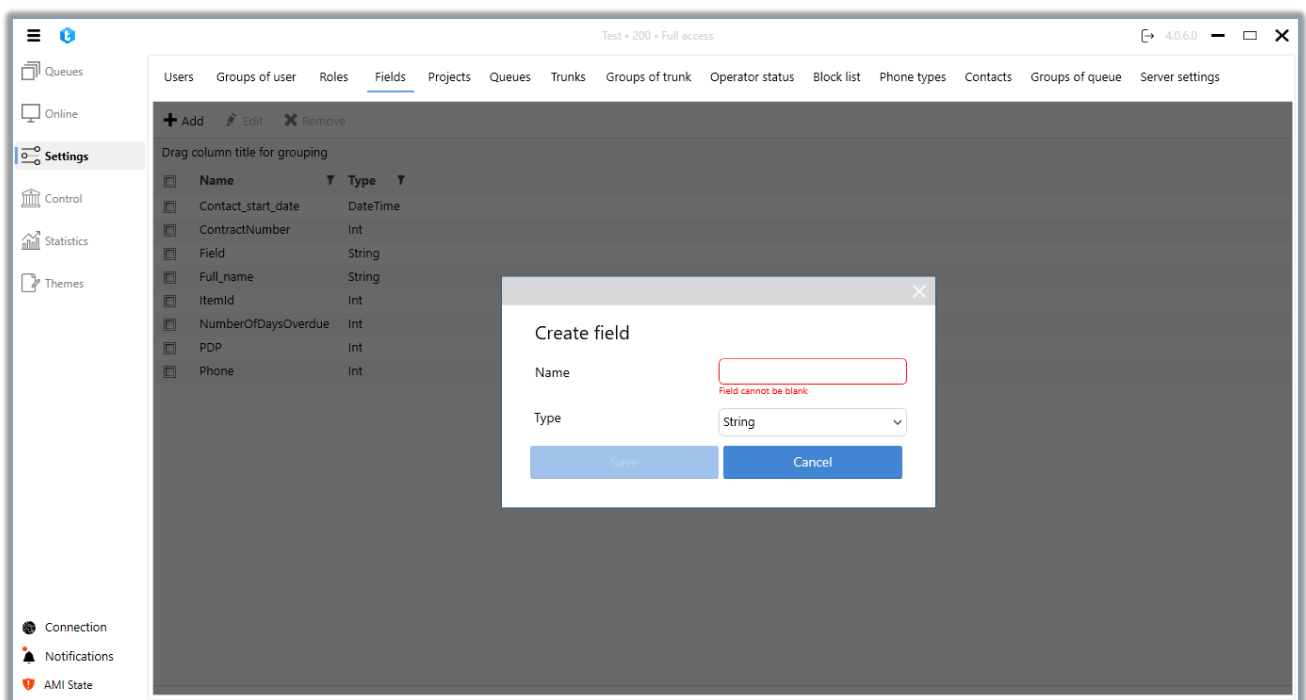 Test • 200 • Full access
4.0.6.0
Queues
Online
Settings
Control
Statistics
Themes
Connection
Notifications
AMI State
Users Groups of user Roles Fields Projects Queues Trunks Groups of trunk Operator status Block list Phone types Contacts Groups of queue Server settings
Add Edit Remove
Drag column title for grouping
Name Type
Contact_start_date DateTime
ContractNumber Int
Field String
Full_name String
ItemId Int
NumberOfDaysOverdue Int
PDP Int
Phone Int
Create field
Name
Field cannot be blank
Type String
Save Cancel